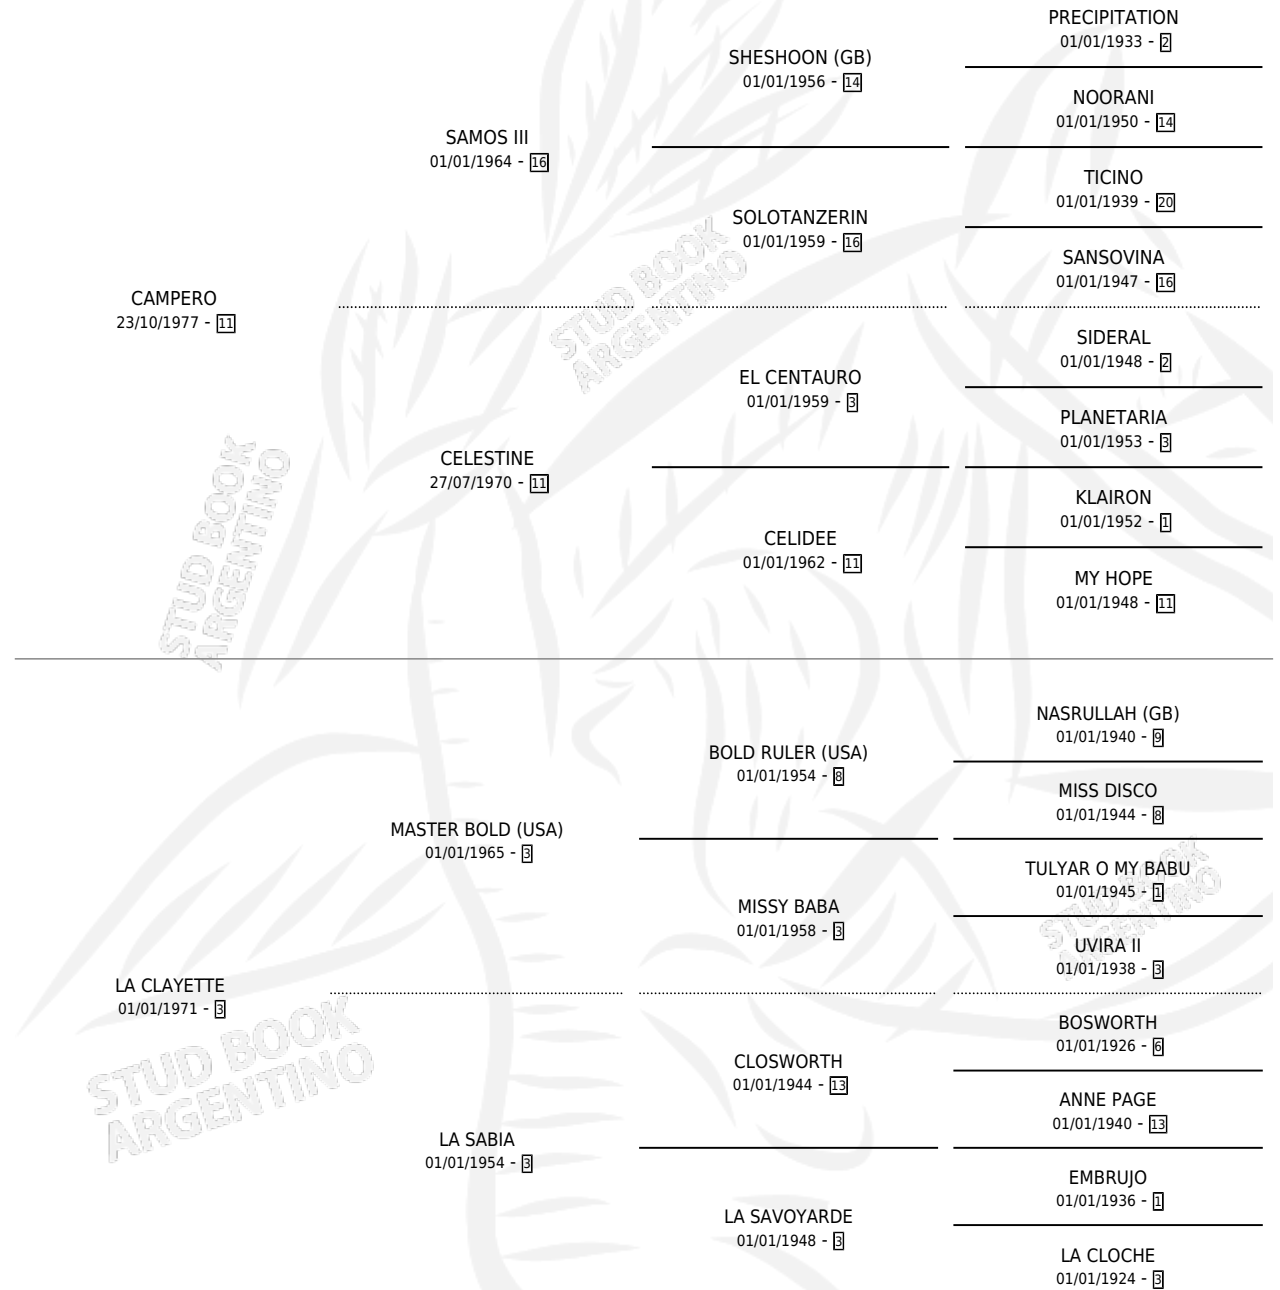 PRECIPITATION
01/01/1933 - 2
SHESHOON (GB)
01/01/1956 - 14
NOORANI
01/01/1950 - 14
SAMOS III
01/01/1964 - 16
TICINO
01/01/1939 - 20
SOLOTANZERIN
01/01/1959 - 16
SANSOVINA
01/01/1947 - 16
CAMPERO
23/10/1977 - 11
SIDERAL
01/01/1948 - 2
EL CENTAURO
01/01/1959 - 3
PLANETARIA
01/01/1953 - 3
CELESTINE
27/07/1970 - 11
KLAIRON
01/01/1952 - 1
CELIDEE
01/01/1962 - 11
MY HOPE
01/01/1948 - 11
NASRULLAH (GB)
01/01/1940 - 9
BOLD RULER (USA)
01/01/1954 - 8
MISS DISCO
01/01/1944 - 8
MASTER BOLD (USA)
01/01/1965 - 3
TULYAR O MY BABU
01/01/1945 - 1
MISSY BABA
01/01/1958 - 3
UVIRA II
01/01/1938 - 3
LA CLAYETTE
01/01/1971 - 3
BOSWORTH
01/01/1926 - 6
CLOSWORTH
01/01/1944 - 13
ANNE PAGE
01/01/1940 - 13
LA SABIA
01/01/1954 - 3
EMBRUJO
01/01/1936 - 1
LA SAVOYARDE
01/01/1948 - 3
LA CLOCHE
01/01/1924 - 3
STUD BOOK
ARGENTINO
STUD BOOK
ARGENTINO
STUD BOOK
ARGENTINO
STUD BOOK
ARGENTINO